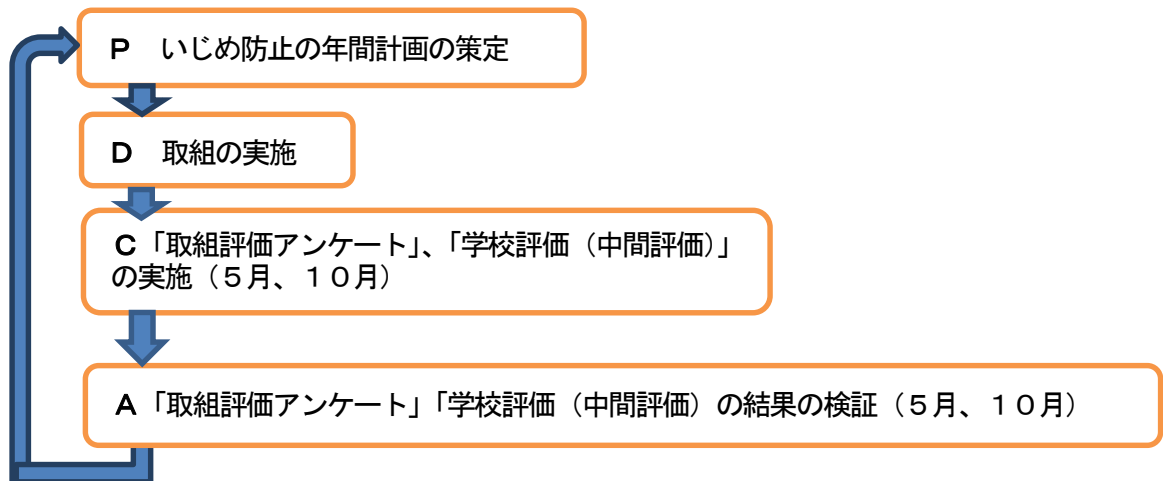 P　いじめ防止の年間計画の策定
D　取組の実施
C「取組評価アンケート」、「学校評価（中間評価）」
の実施（５月、１０月）
A「取組評価アンケート」「学校評価（中間評価）の結果の検証（５月、１０月）